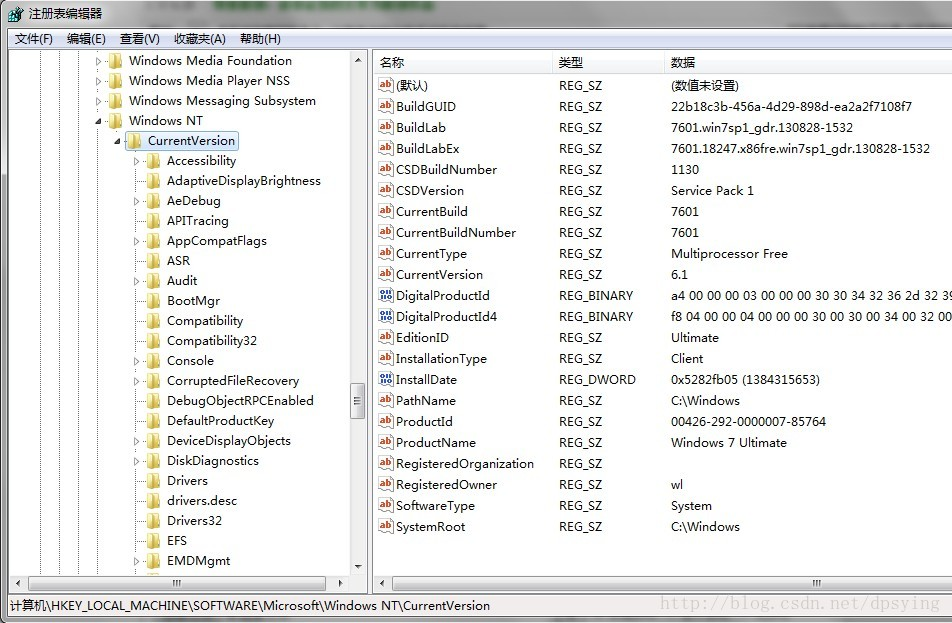 注册表编辑器
文件(F) 编辑(E) 查看(V) 收藏夹(A) 帮助(H)
Windows Media Foundation
Windows Media Player NSS
Windows Messaging Subsystem
Windows NT
CurrentVersion
Accessibility
AdaptiveDisplayBrightness
AeDebug
APITracing
AppCompatFlags
ASR
Audit
BootMgr
Compatibility
Compatibility32
Console
CorruptedFileRecovery
DebugObjectRPCEnabled
DefaultProductKey
DeviceDisplayObjects
DiskDiagnostics
Drivers
drivers.desc
Drivers32
EFS
EMDMgmt
名称 类型 数据
(默认) REG_SZ (数值未设置)
BuildGUID REG_SZ 22b18c3b-456a-4d29-898d-ea2a2f7108f7
BuildLab REG_SZ 7601.win7sp1_gdr.130828-1532
BuildLabEx REG_SZ 7601.18247.x86fre.win7sp1_gdr.130828-1532
CSDBuildNumber REG_SZ 1130
CSDVersion REG_SZ Service Pack 1
CurrentBuild REG_SZ 7601
CurrentBuildNumber REG_SZ 7601
CurrentType REG_SZ Multiprocessor Free
CurrentVersion REG_SZ 6.1
DigitalProductId REG_BINARY a4 00 00 00 03 00 00 00 30 30 34 32 36 2d 32 39
DigitalProductId4 REG_BINARY f8 04 00 00 04 00 00 00 30 00 30 00 34 00 32 00
EditionID REG_SZ Ultimate
InstallationType REG_SZ Client
InstallDate REG_DWORD 0x5282fb05 (1384315653)
PathName REG_SZ C:\Windows
ProductId REG_SZ 00426-292-0000007-85764
ProductName REG_SZ Windows 7 Ultimate
RegisteredOrganization REG_SZ
RegisteredOwner REG_SZ wl
SoftwareType REG_SZ System
SystemRoot REG_SZ C:\Windows
计算机\HKEY_LOCAL_MACHINE\SOFTWARE\Microsoft\Windows NT\CurrentVersion
http://blog.csdn.net/dpsying